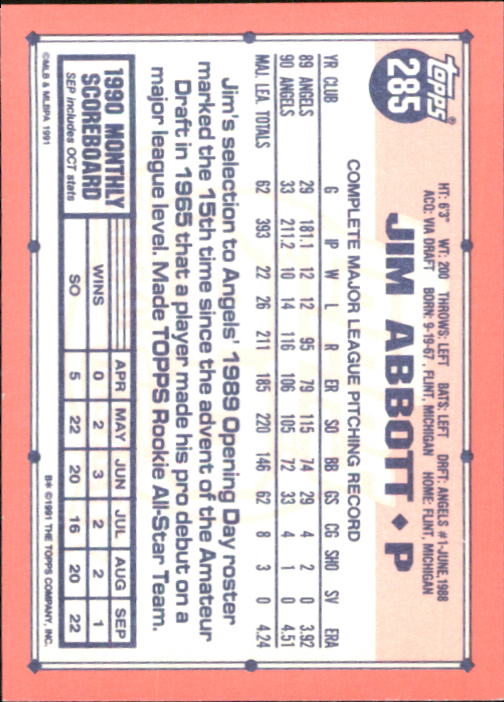 Topps®
285
HT: 6'3" WT: 200 THROWS: LEFT BATS: LEFT DRFT: ANGELS #1-JUNE, 1988
ACQ: VIA DRAFT BORN: 9-19-67, FLINT, MICHIGAN HOME: FLINT, MICHIGAN
JIM ABBOTT ♦ P
COMPLETE MAJOR LEAGUE PITCHING RECORD
YR CLUB G IP W L R ER SO BB GS CG SHO SV ERA
89 ANGELS 29 181.1 12 12 95 79 115 74 29 4 2 0 3.92
90 ANGELS 33 211.2 10 14 116 106 105 72 33 4 1 0 4.51
MAJ. LEA. TOTALS 62 393 22 26 211 185 220 146 62 8 3 0 4.24
Jim's selection to Angels' 1989 Opening Day roster
marked the 15th time since the advent of the Amateur
Draft in 1965 that a player made his pro debut on a
major league level. Made TOPPS Rookie All-Star Team.
1990 MONTHLY
SCOREBOARD
SEP includes OCT stats
APR MAY JUN JUL AUG SEP
WINS 0 2 3 2 2 1
SO 5 22 20 16 20 22
©MLB & MLBPA 1991
B* ©1991 THE TOPPS COMPANY, INC.